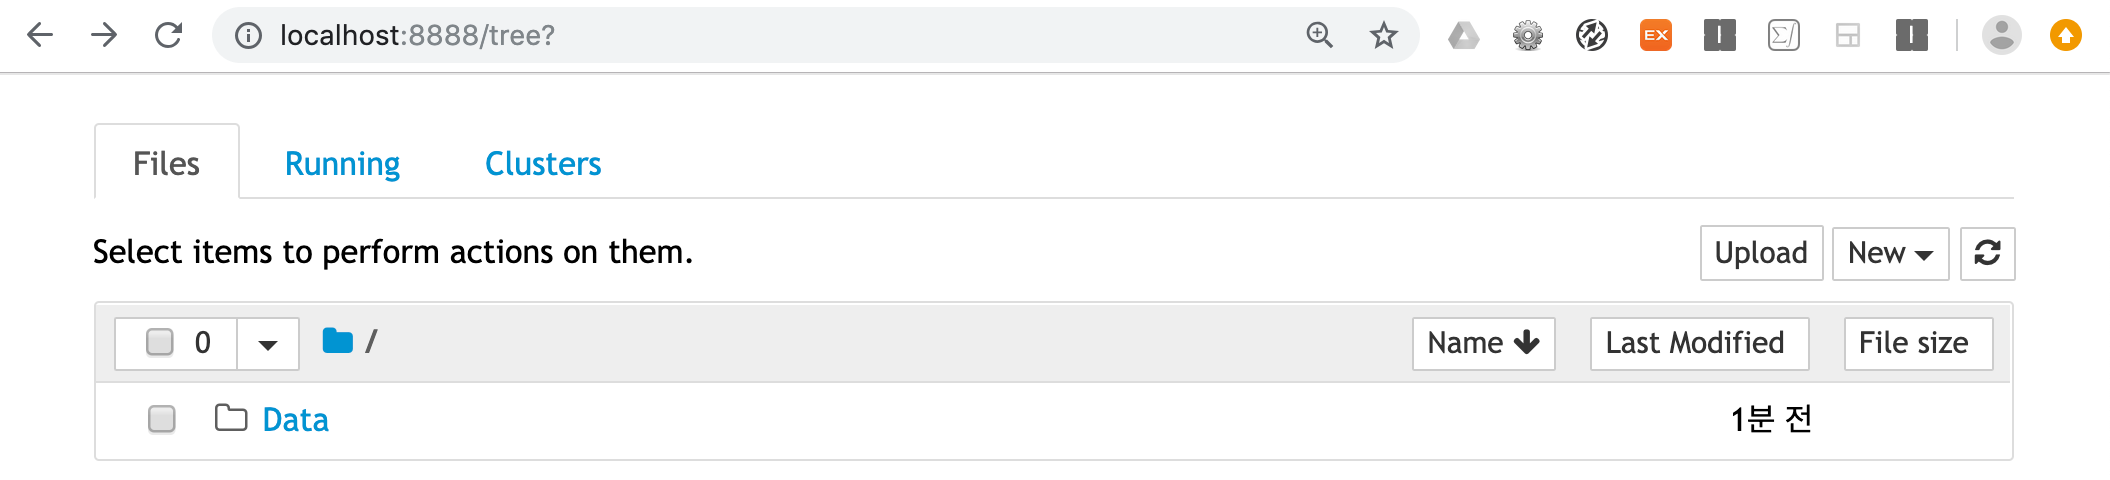 localhost:8888/tree?
EX
Files Running Clusters
Select items to perform actions on them.
Upload New
0 / Name Last Modified File size
Data 1분 전